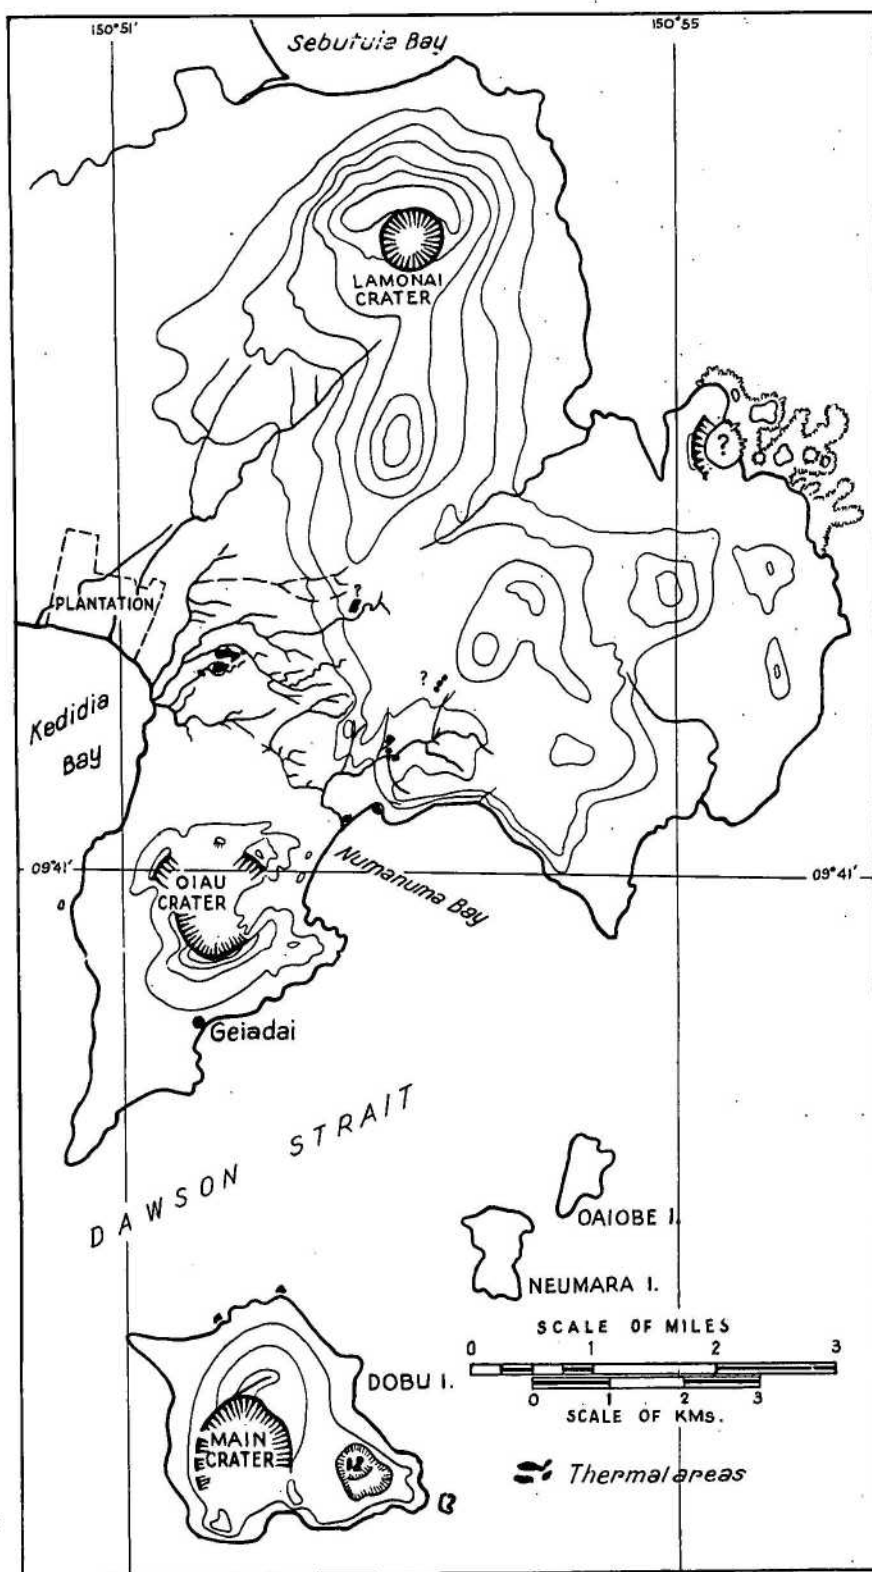 150°51'
150°55
Sebutuia Bay
LAMONAI
CRATER
?
?
PLANTATION
?
Kedidia
Bay
09°41'
09°41'
OIAU
CRATER
Numanuma Bay
Geiadai
DAWSON STRAIT
OAIOBE I.
NEUMARA I.
SCALE OF MILES
0 1 2 3
0 1 2 3
SCALE OF KMs.
DOBU I.
MAIN
CRATER
Thermal areas